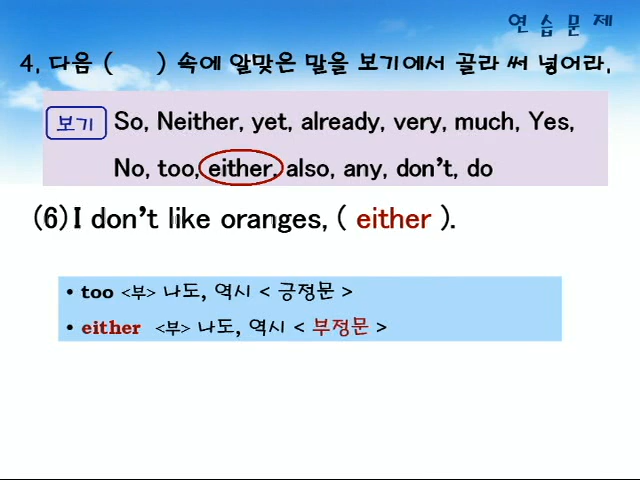 연습문제
4. 다음 (    ) 속에 알맞은 말을 보기에서 골라 써 넣어라.
보기 So, Neither, yet, already, very, much, Yes,
No, too, either, also, any, don't, do
(6) I don't like oranges, ( either ).
• too <부> 나도, 역시 < 긍정문 >
• either <부> 나도, 역시 < 부정문 >